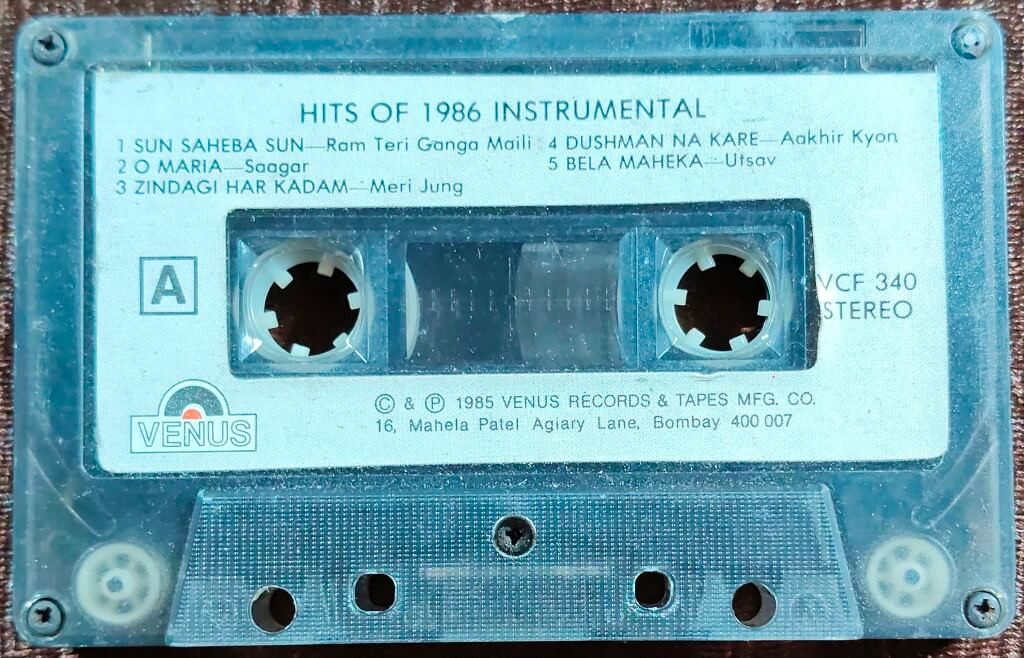 HITS OF 1986 INSTRUMENTAL
1 SUN SAHEBA SUN—Ram Teri Ganga Maili
2 O MARIA—Saagar
3 ZINDAGI HAR KADAM—Meri Jung
4 DUSHMAN NA KARE—Aakhir Kyon
5 BELA MAHEKA—Utsav
A
VCF 340
STEREO
VENUS
© & ℗ 1985 VENUS RECORDS & TAPES MFG. CO.
16, Mahela Patel Agiary Lane, Bombay 400 007